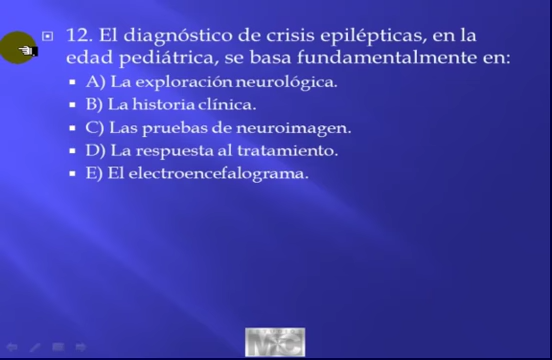 12. El diagnóstico de crisis epilépticas, en la
edad pediátrica, se basa fundamentalmente en:
A) La exploración neurológica.
B) La historia clínica.
C) Las pruebas de neuroimagen.
D) La respuesta al tratamiento.
E) El electroencefalograma.